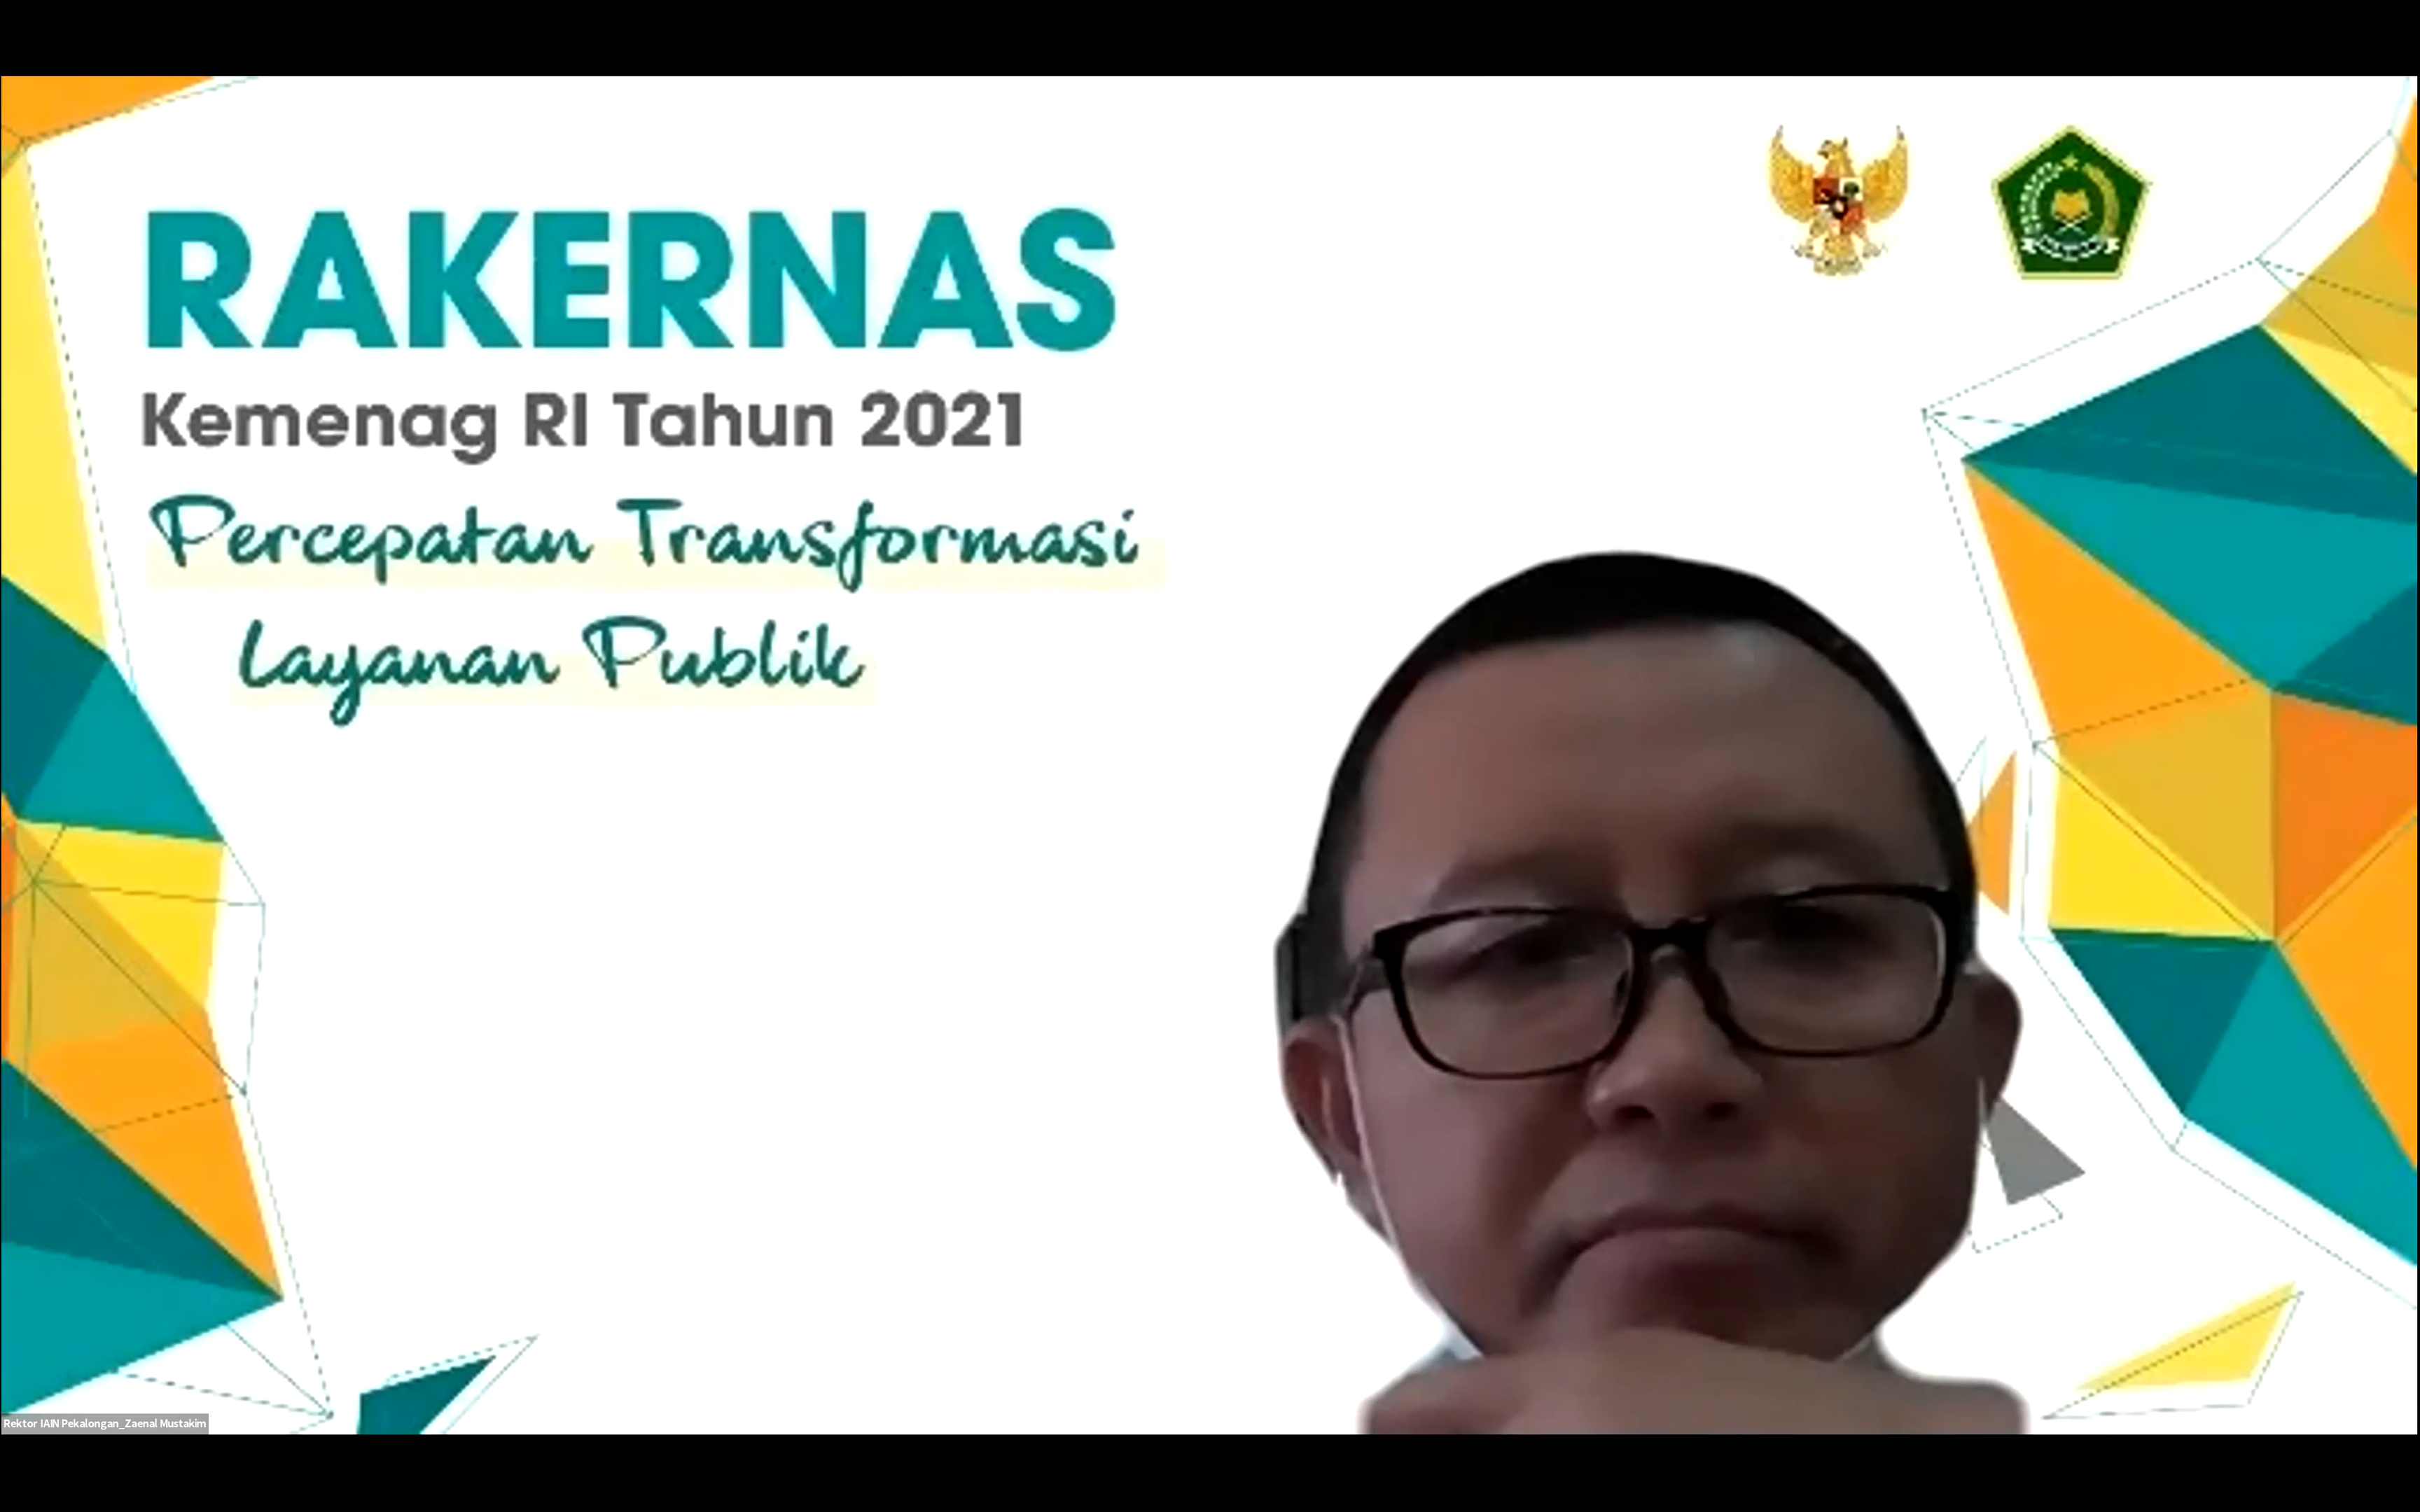 RAKERNAS
Kemenag RI Tahun 2021
Percepatan Transformasi
Layanan Publik
Rektor IAIN Pekalongan_Zaenal Mustakim